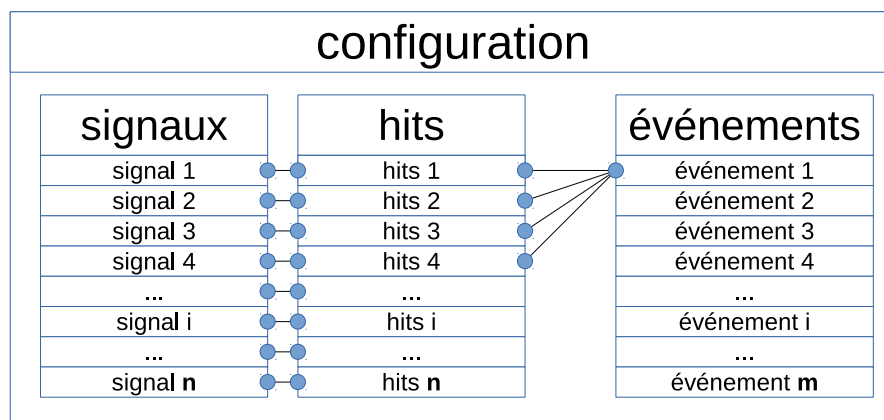 configuration
signaux hits événements
signal 1 hits 1 événement 1
signal 2 hits 2 événement 2
signal 3 hits 3 événement 3
signal 4 hits 4 événement 4
... ... ...
signal i hits i événement i
... ... ...
signal n hits n événement m